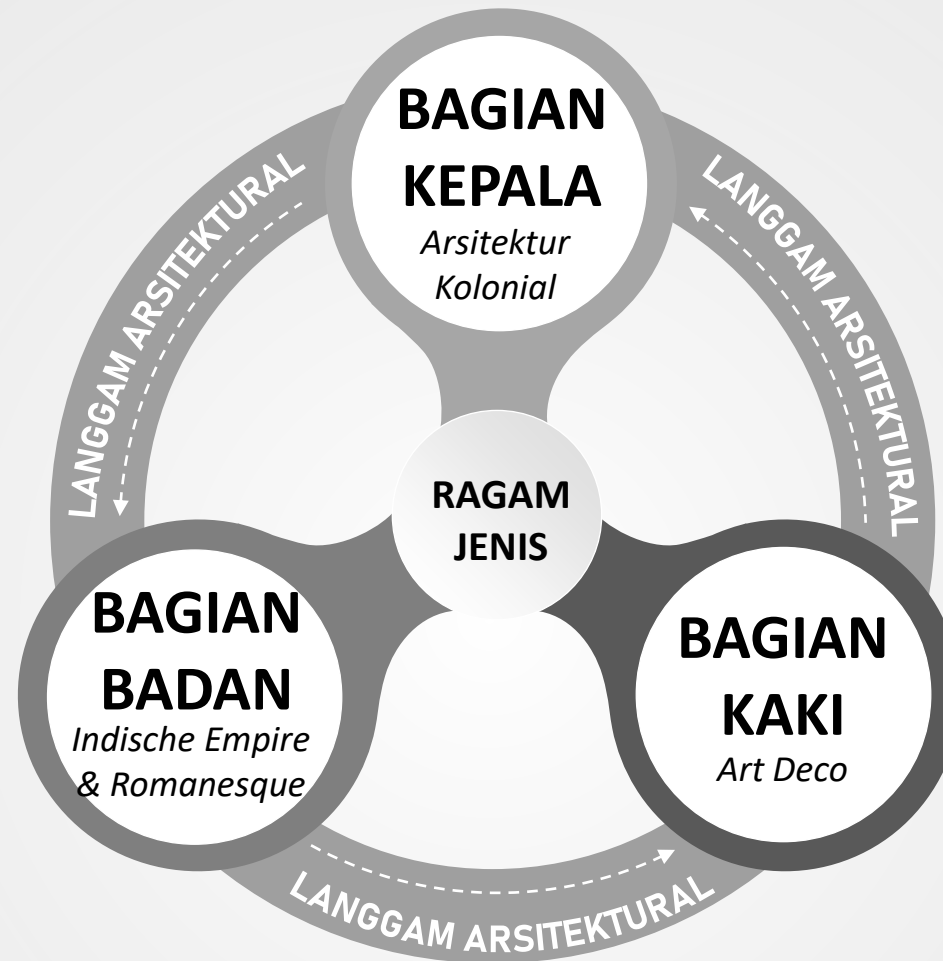 BAGIAN
KEPALA
Arsitektur
Kolonial
LANGGAM ARSITEKTURAL
LANGGAM ARSITEKTURAL
RAGAM
JENIS
BAGIAN
BADAN
Indische Empire
& Romanesque
BAGIAN
KAKI
Art Deco
LANGGAM ARSITEKTURAL